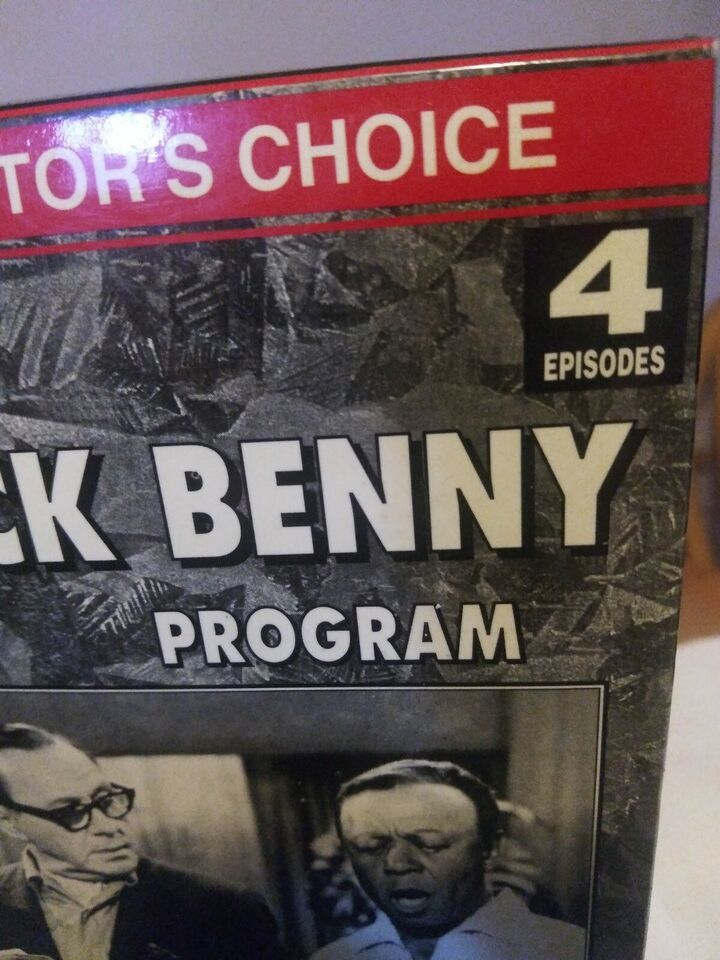 TOR'S CHOICE
4
EPISODES
CK BENNY
PROGRAM